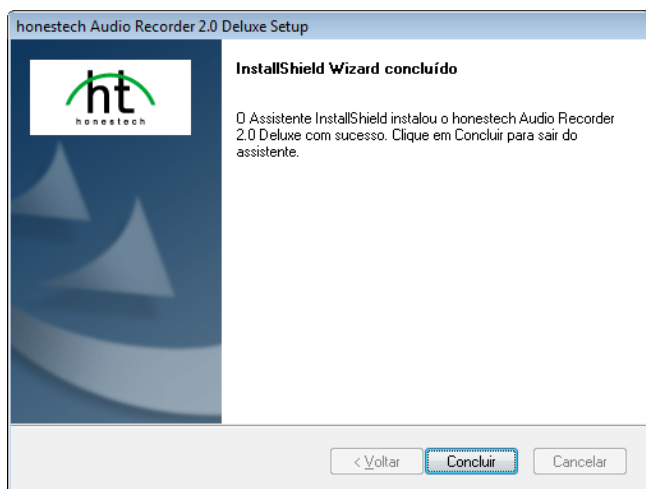 honestech Audio Recorder 2.0 Deluxe Setup
ht
honestech
InstallShield Wizard concluído
O Assistente InstallShield instalou o honestech Audio Recorder
2.0 Deluxe com sucesso. Clique em Concluir para sair do
assistente.
< Voltar Concluir Cancelar